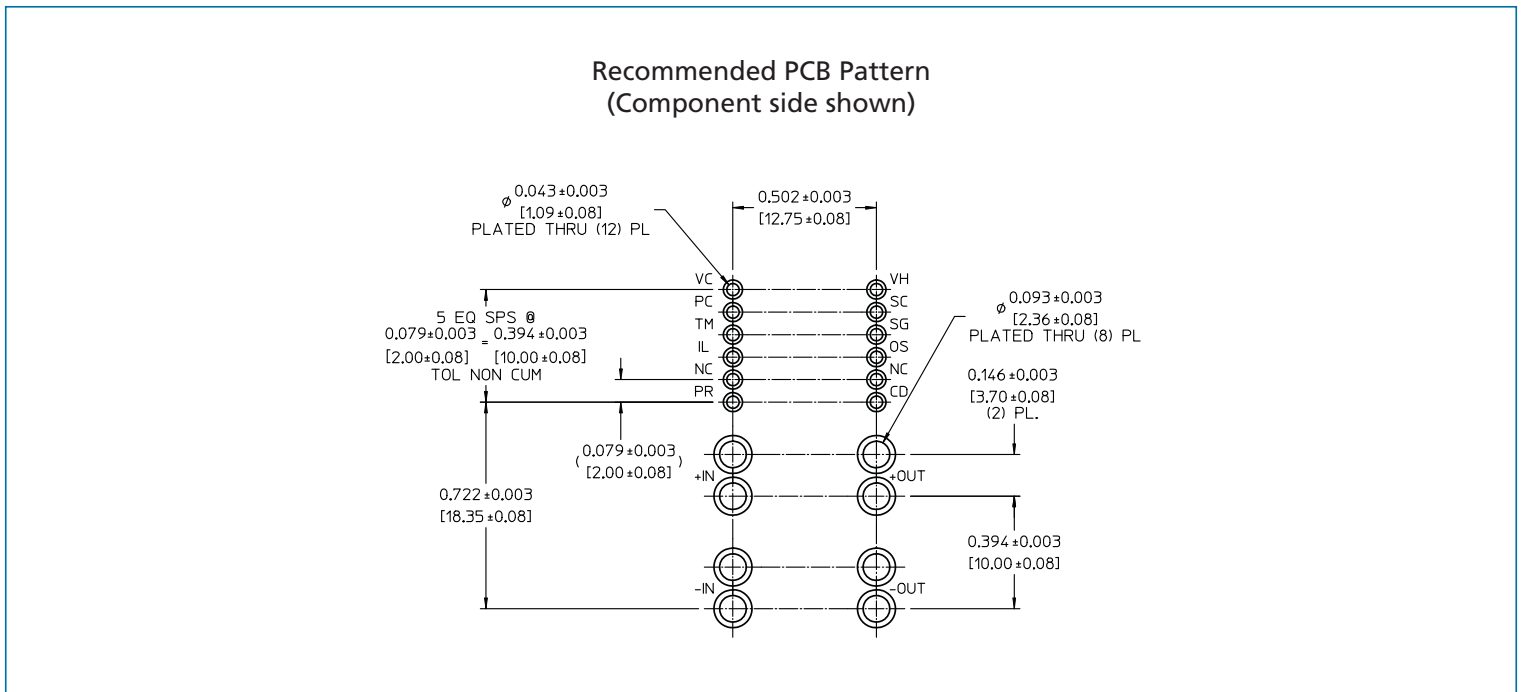 Recommended PCB Pattern
(Component side shown)
ø 0.043±0.003
[1.09±0.08]
PLATED THRU (12) PL
0.502±0.003
[12.75±0.08]
VC
VH
PC
SC
TM
SG
IL
OS
NC
NC
PR
CD
5 EQ SPS @
0.079±0.003 = 0.394±0.003
[2.00±0.08] [10.00±0.08]
TOL NON CUM
ø 0.093±0.003
[2.36±0.08]
PLATED THRU (8) PL
0.146±0.003
[3.70±0.08]
(2) PL.
(0.079±0.003)
[2.00±0.08]
+IN
+OUT
0.722±0.003
[18.35±0.08]
0.394±0.003
[10.00±0.08]
-IN
-OUT